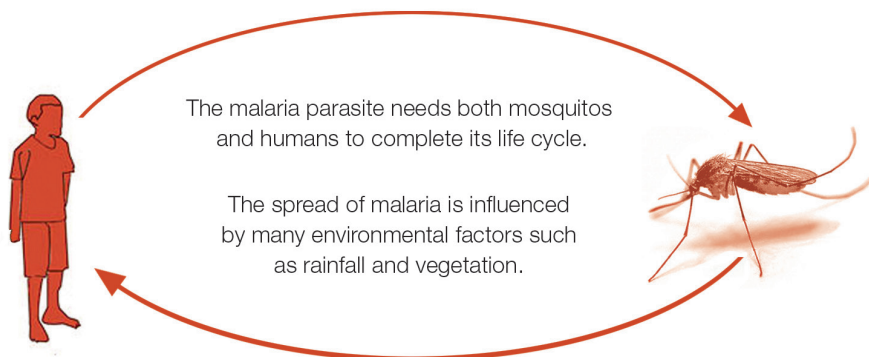 The malaria parasite needs both mosquitos
and humans to complete its life cycle.
The spread of malaria is influenced
by many environmental factors such
as rainfall and vegetation.